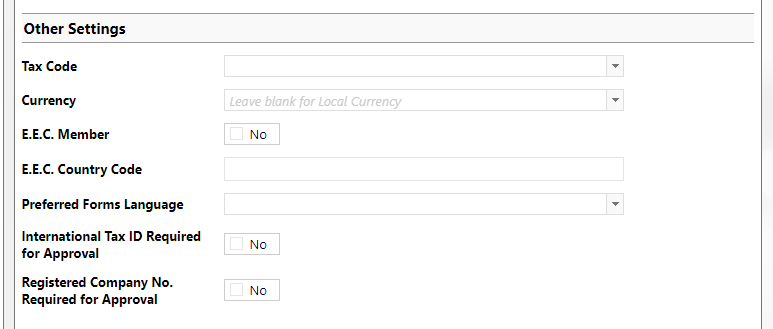 Other Settings
Tax Code
Currency Leave blank for Local Currency
E.E.C. Member No
E.E.C. Country Code
Preferred Forms Language
International Tax ID Required
for Approval No
Registered Company No.
Required for Approval No